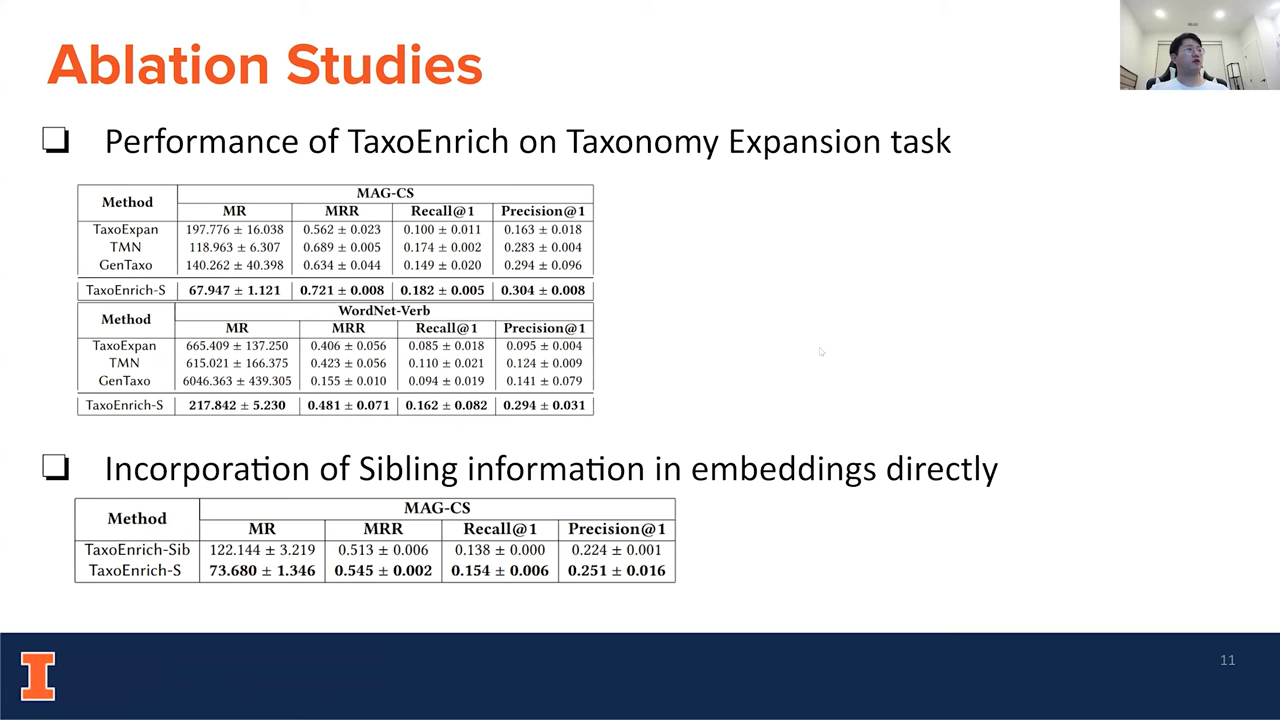 Ablation Studies
❑ Performance of TaxoEnrich on Taxonomy Expansion task
Method MAG-CS
MR MRR Recall@1 Precision@1
TaxoExpan 197.776 ± 16.038 0.562 ± 0.023 0.100 ± 0.011 0.163 ± 0.018
TMN 118.963 ± 6.307 0.689 ± 0.005 0.174 ± 0.002 0.283 ± 0.004
GenTaxo 140.262 ± 40.398 0.634 ± 0.044 0.149 ± 0.020 0.294 ± 0.096
TaxoEnrich-S 67.947 ± 1.121 0.721 ± 0.008 0.182 ± 0.005 0.304 ± 0.008
Method WordNet-Verb
MR MRR Recall@1 Precision@1
TaxoExpan 665.409 ± 137.250 0.406 ± 0.056 0.085 ± 0.018 0.095 ± 0.004
TMN 615.021 ± 166.375 0.423 ± 0.056 0.110 ± 0.021 0.124 ± 0.009
GenTaxo 6046.363 ± 439.305 0.155 ± 0.010 0.094 ± 0.019 0.141 ± 0.079
TaxoEnrich-S 217.842 ± 5.230 0.481 ± 0.071 0.162 ± 0.082 0.294 ± 0.031
❑ Incorporation of Sibling information in embeddings directly
Method MAG-CS
MR MRR Recall@1 Precision@1
TaxoEnrich-Sib 122.144 ± 3.219 0.513 ± 0.006 0.138 ± 0.000 0.224 ± 0.001
TaxoEnrich-S 73.680 ± 1.346 0.545 ± 0.002 0.154 ± 0.006 0.251 ± 0.016
11